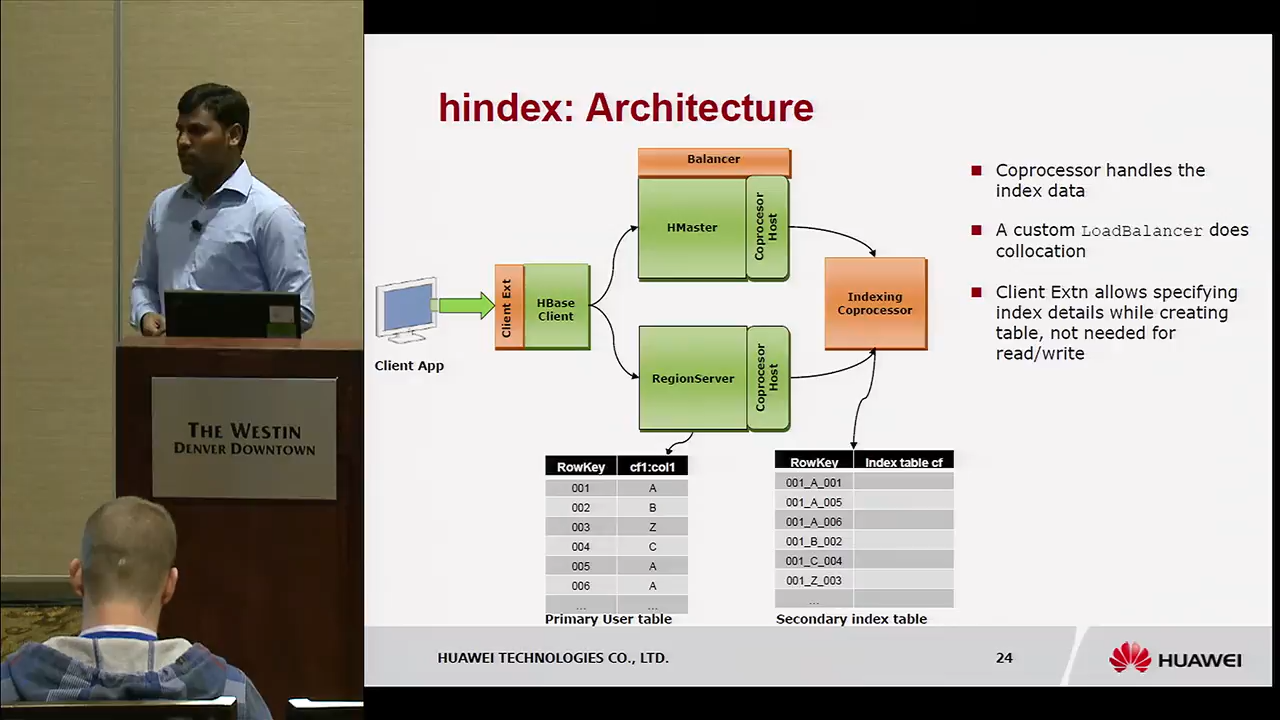 hindex: Architecture
Balancer
HMaster
Coprocesor
Host
Client Ext
HBase
Client
Client App
Indexing
Coprocessor
RegionServer
Coprocesor
Host
RowKey cf1:col1
001 A
002 B
003 Z
004 C
005 A
006 A
... ...
Primary User table
RowKey Index table cf
001_A_001
001_A_005
001_A_006
001_B_002
001_C_004
001_Z_003
...
Secondary index table
Coprocessor handles the
index data
A custom LoadBalancer does
collocation
Client Extn allows specifying
index details while creating
table, not needed for
read/write
HUAWEI TECHNOLOGIES CO., LTD.
24
HUAWEI
THE WESTIN
DENVER DOWNTOWN